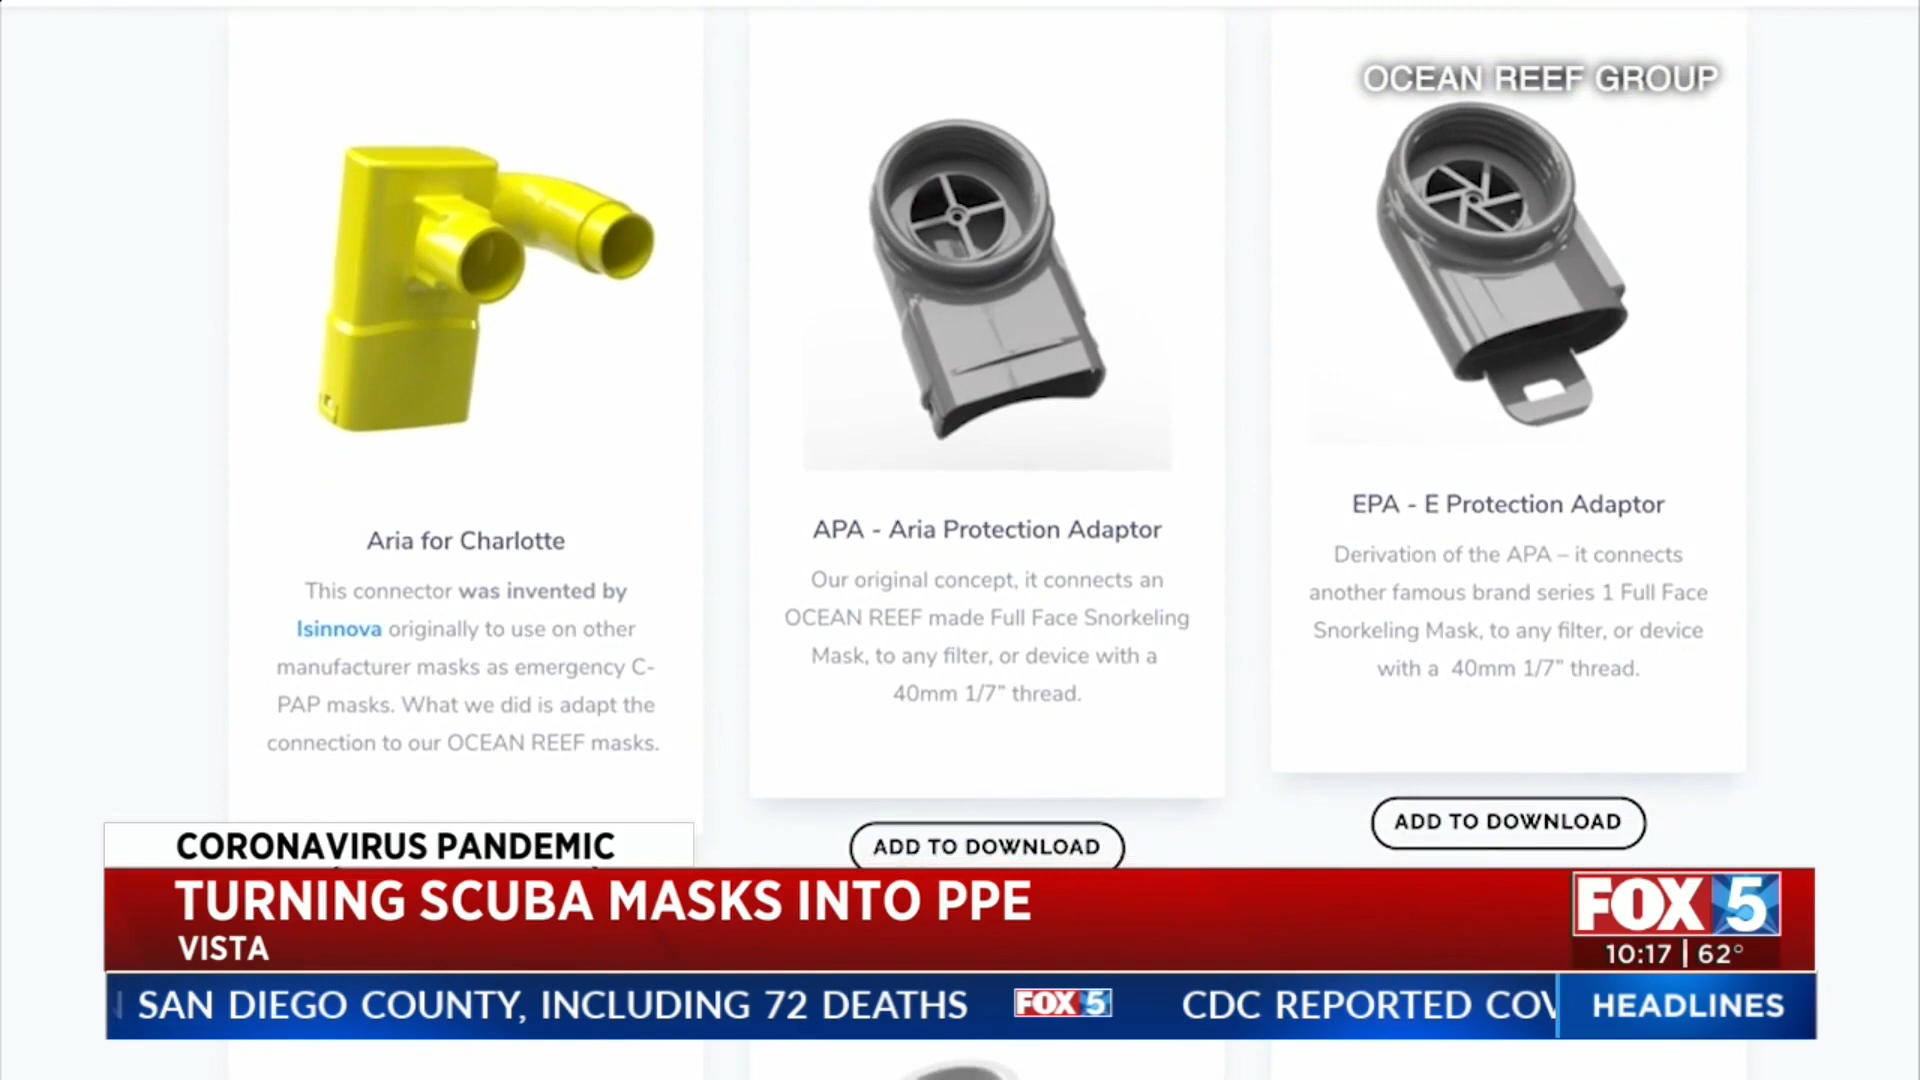 OCEAN REEF GROUP
Aria for Charlotte
This connector was invented by
Isinnova originally to use on other
manufacturer masks as emergency C-
PAP masks. What we did is adapt the
connection to our OCEAN REEF masks.
APA - Aria Protection Adaptor
Our original concept, it connects an
OCEAN REEF made Full Face Snorkeling
Mask, to any filter, or device with a
40mm 1/7” thread.
ADD TO DOWNLOAD
EPA - E Protection Adaptor
Derivation of the APA – it connects
another famous brand series 1 Full Face
Snorkeling Mask, to any filter, or device
with a 40mm 1/7” thread.
ADD TO DOWNLOAD
CORONAVIRUS PANDEMIC
TURNING SCUBA MASKS INTO PPE
VISTA
FOX 5
10:17 | 62°
SAN DIEGO COUNTY, INCLUDING 72 DEATHS FOX 5 CDC REPORTED COV
HEADLINES